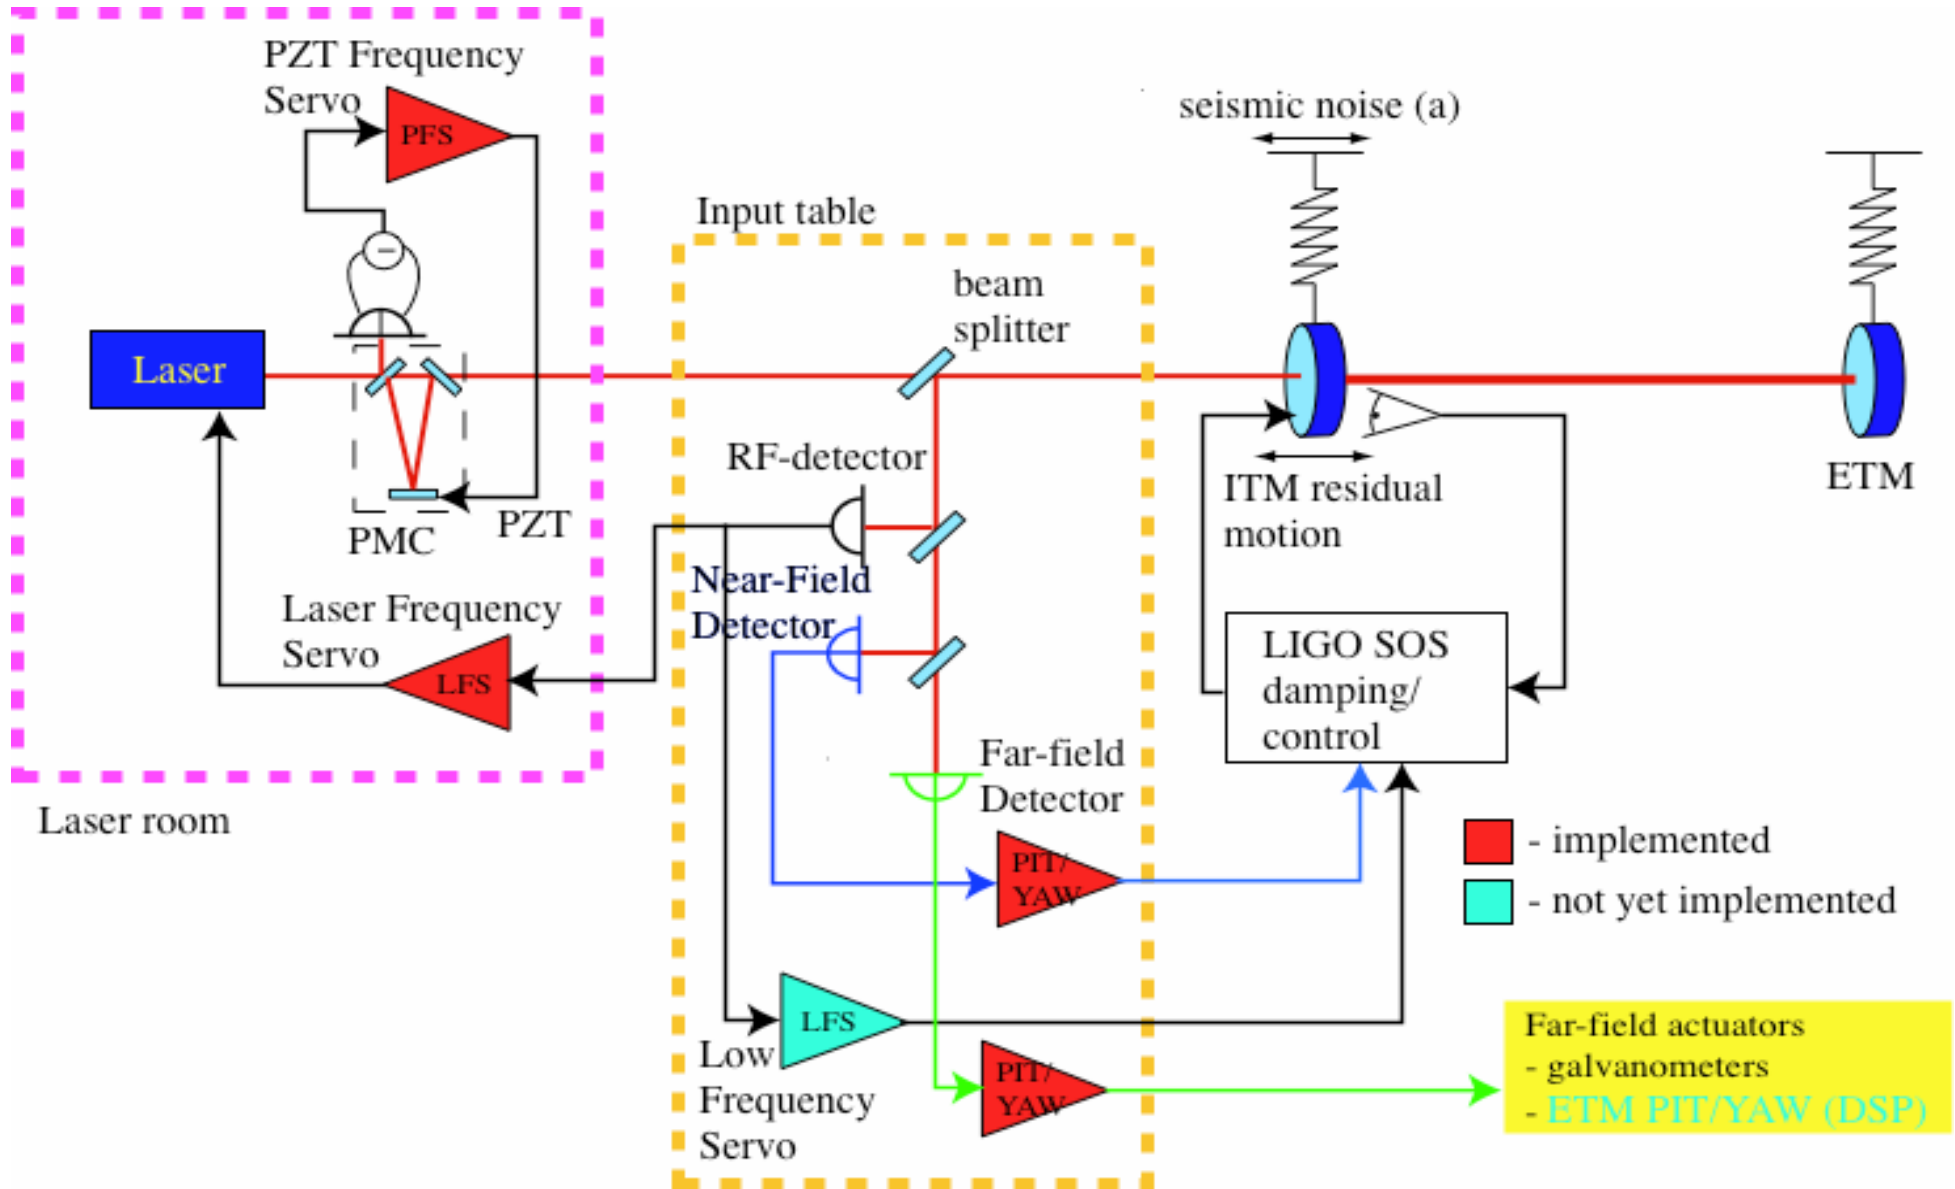 PZT Frequency
Servo
PFS
Laser
PMC
PZT
Laser Frequency
Servo
LFS
Laser room
Input table
beam
splitter
RF-detector
Near-Field
Detector
Far-field
Detector
PIT/
YAW
LFS
Low
Frequency
Servo
PIT/
YAW
seismic noise (a)
ITM residual
motion
ETM
LIGO SOS
damping/
control
- implemented
- not yet implemented
Far-field actuators
- galvanometers
- ETM PIT/YAW (DSP)